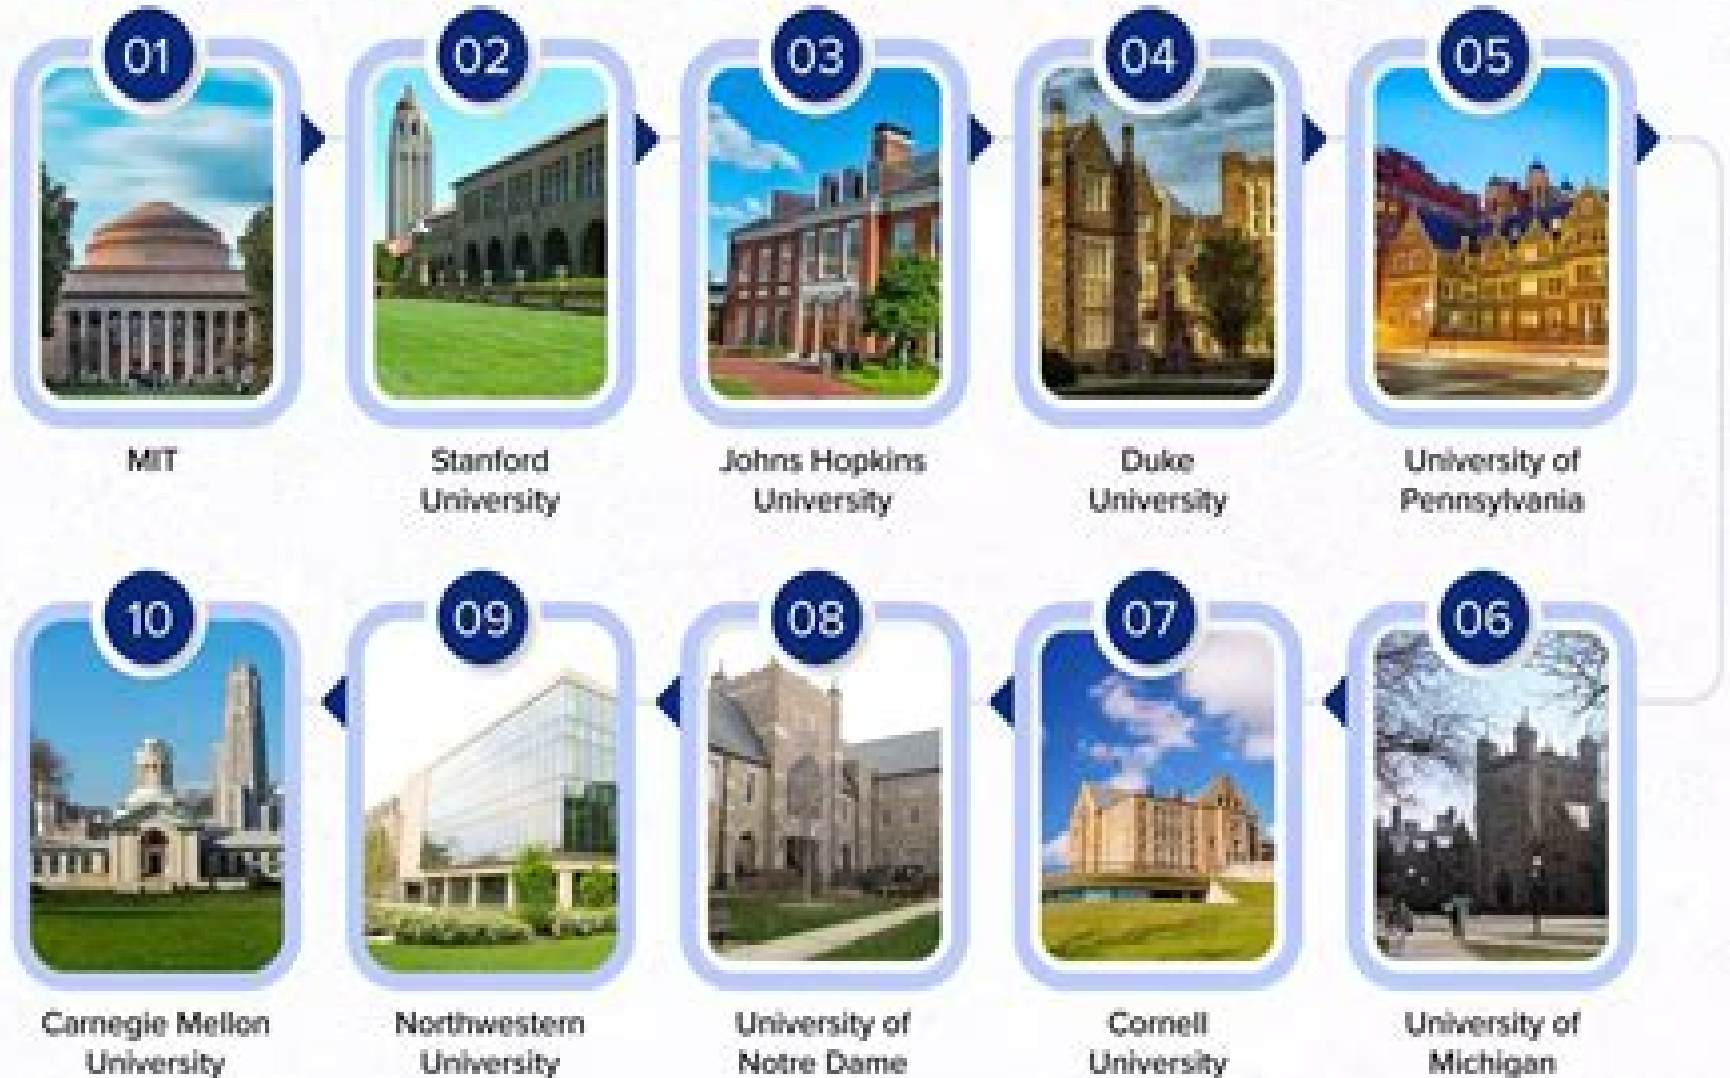 01
MIT
02
Stanford
University
03
Johns Hopkins
University
04
Duke
University
05
University of
Pennsylvania
06
University of
Michigan
07
Cornell
University
08
University of
Notre Dame
09
Northwestern
University
10
Carnegie Mellon
University